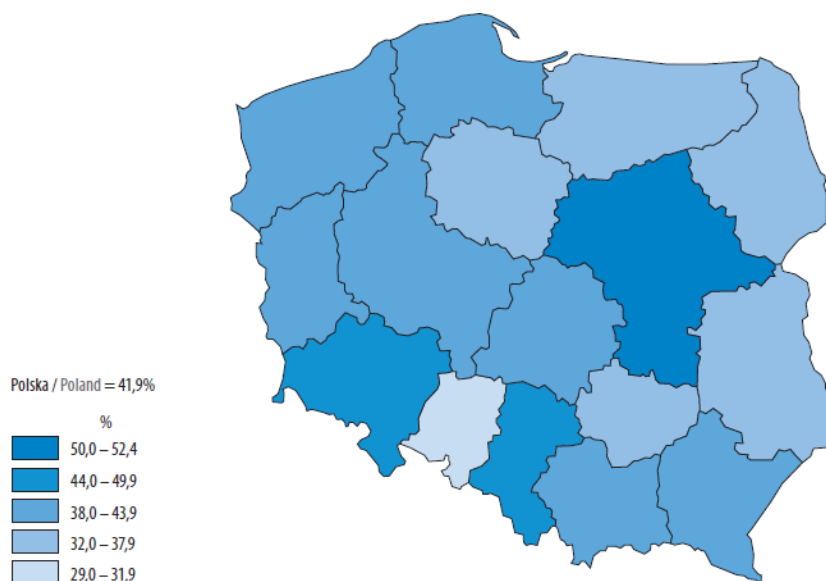 Polska / Poland = 41,9%
%
50,0 – 52,4
44,0 – 49,9
38,0 – 43,9
32,0 – 37,9
29,0 – 31,9